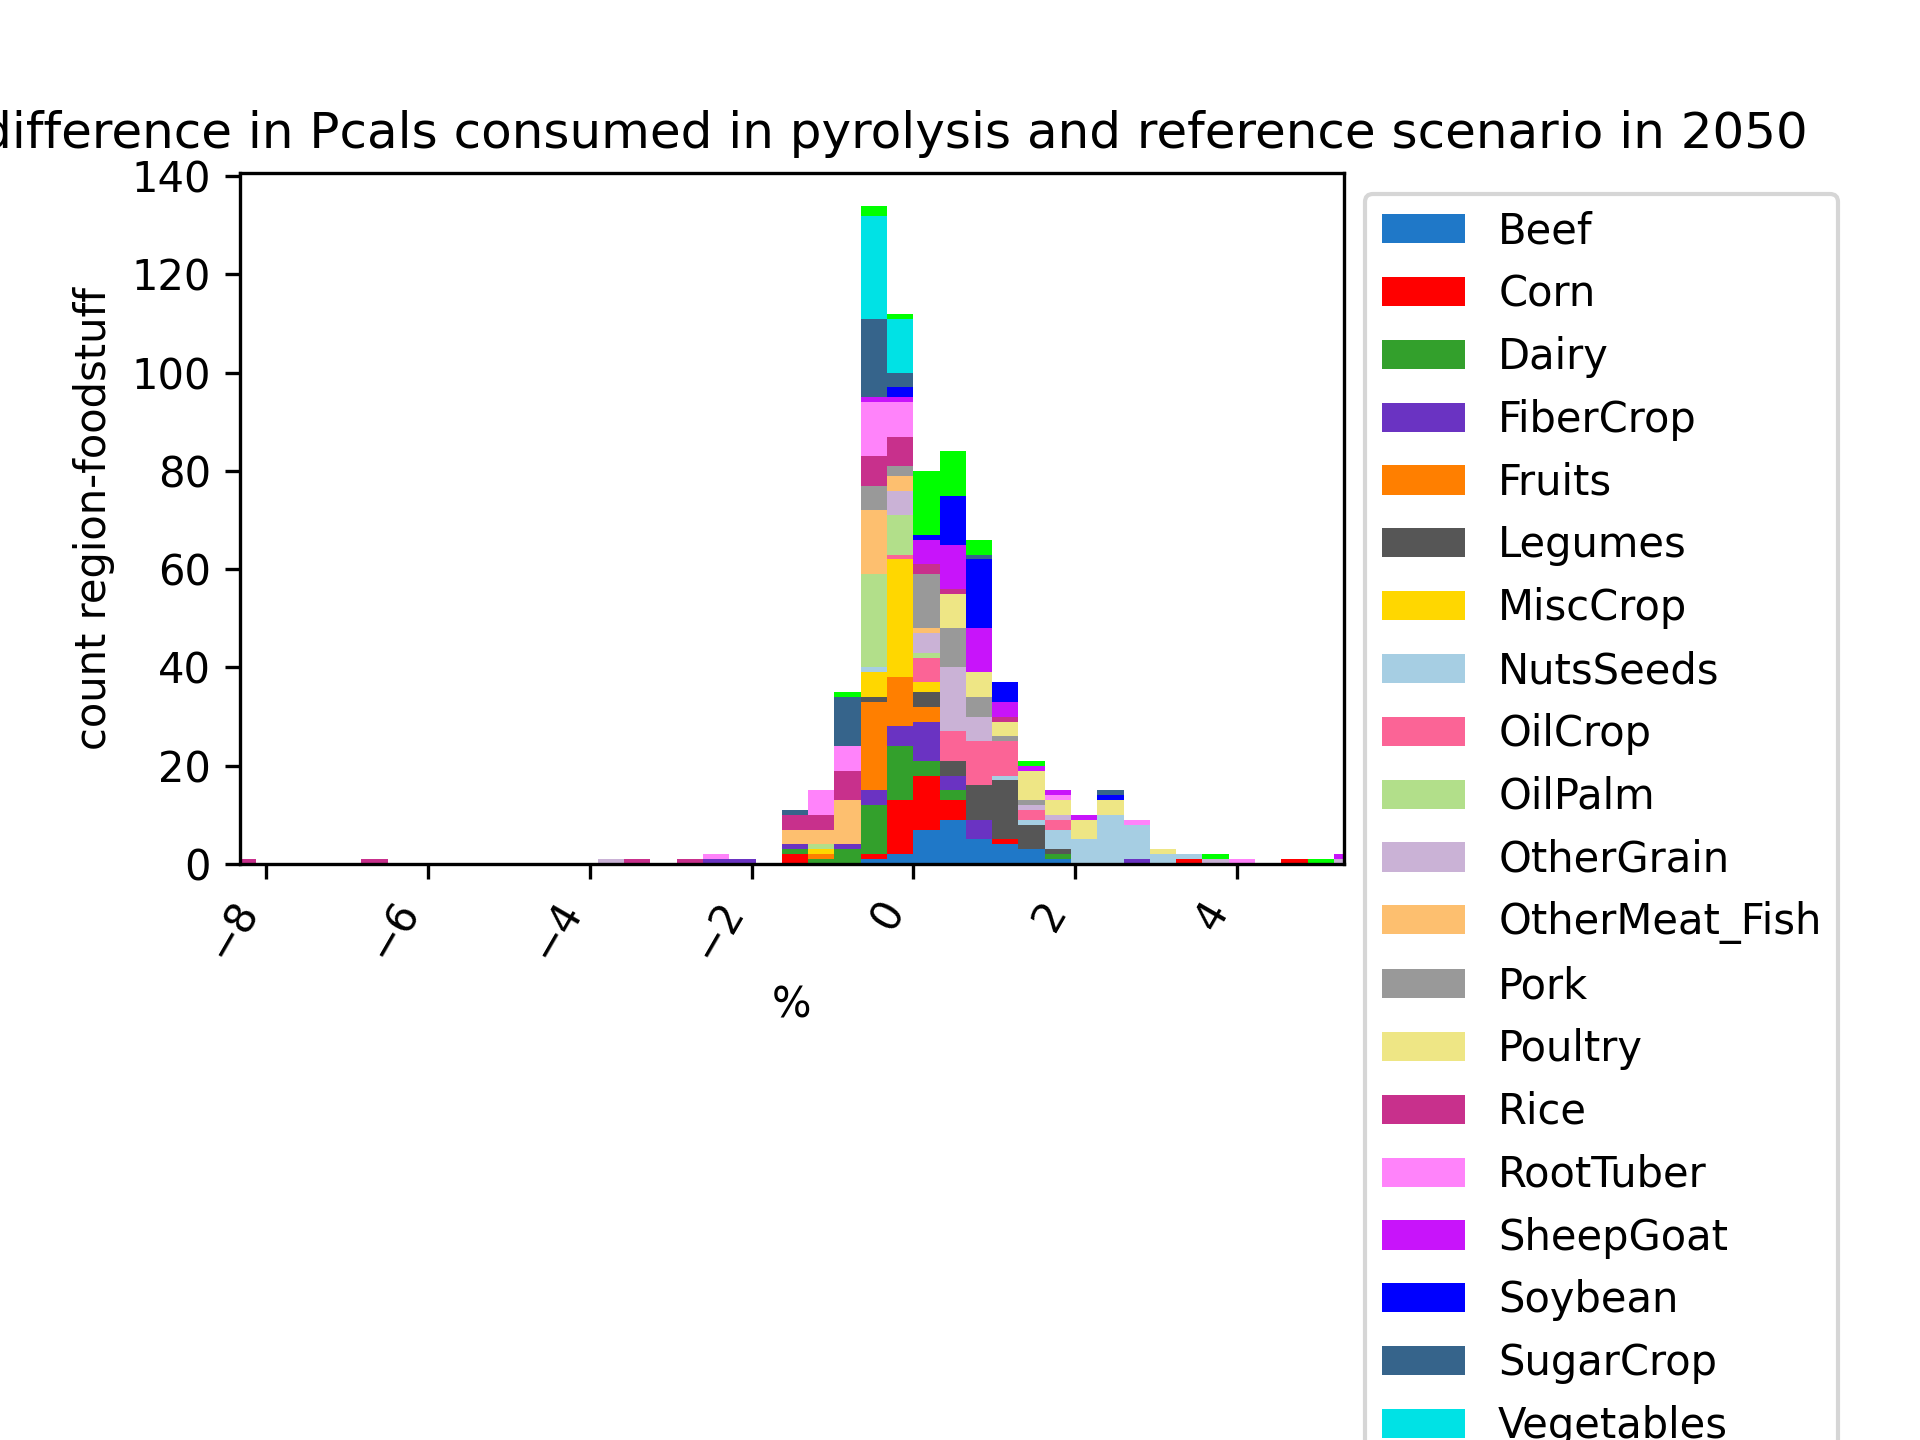 difference in Pcals consumed in pyrolysis and reference scenario in 2050
140
120
100
80
60
40
20
0
count region-foodstuff
−8
−6
−4
−2
0
2
4
%
Beef
Corn
Dairy
FiberCrop
Fruits
Legumes
MiscCrop
NutsSeeds
OilCrop
OilPalm
OtherGrain
OtherMeat_Fish
Pork
Poultry
Rice
RootTuber
SheepGoat
Soybean
SugarCrop
Vegetables